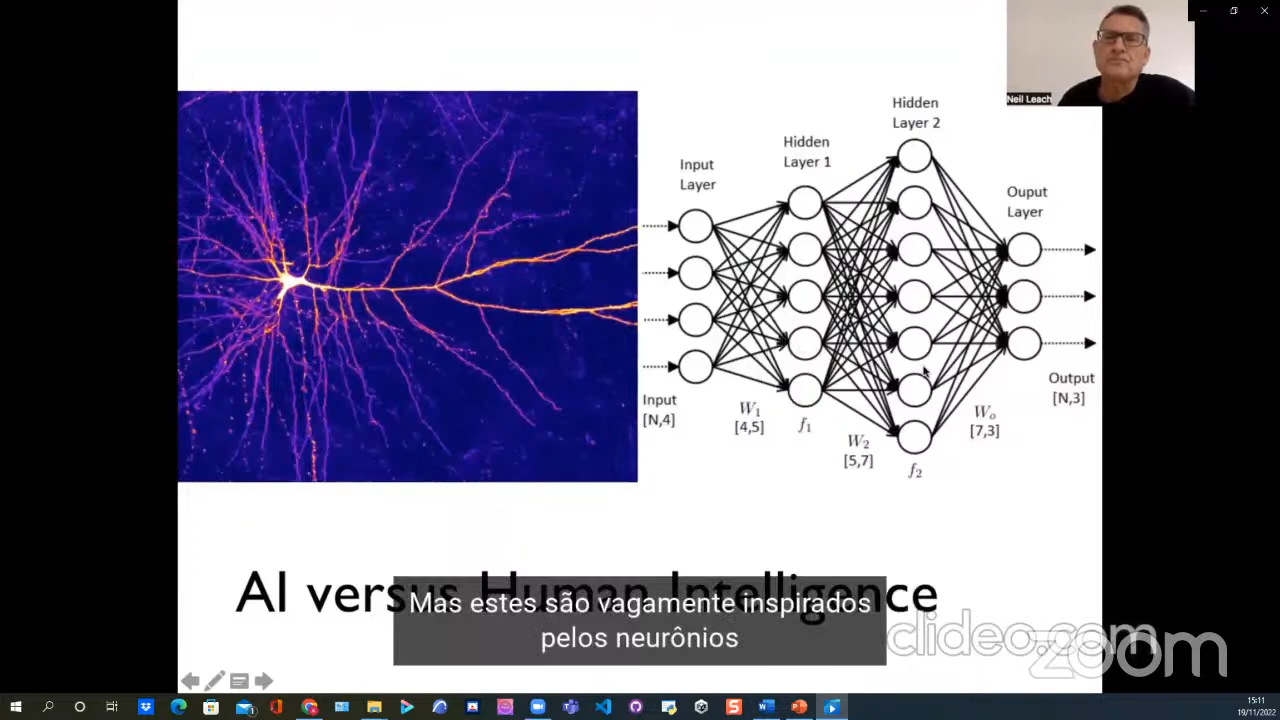 Neil Leach
Hidden
Layer 2
Hidden
Layer 1
Input
Layer
Ouput
Layer
Input
[N,4]
W1
[4,5]
f1
W2
[5,7]
f2
Wo
[7,3]
Output
[N,3]
AI versus Human Intelligence
Mas estes são vagamente inspirados
pelos neurônios
clideo.com
zoom
15:11
19/11/2022